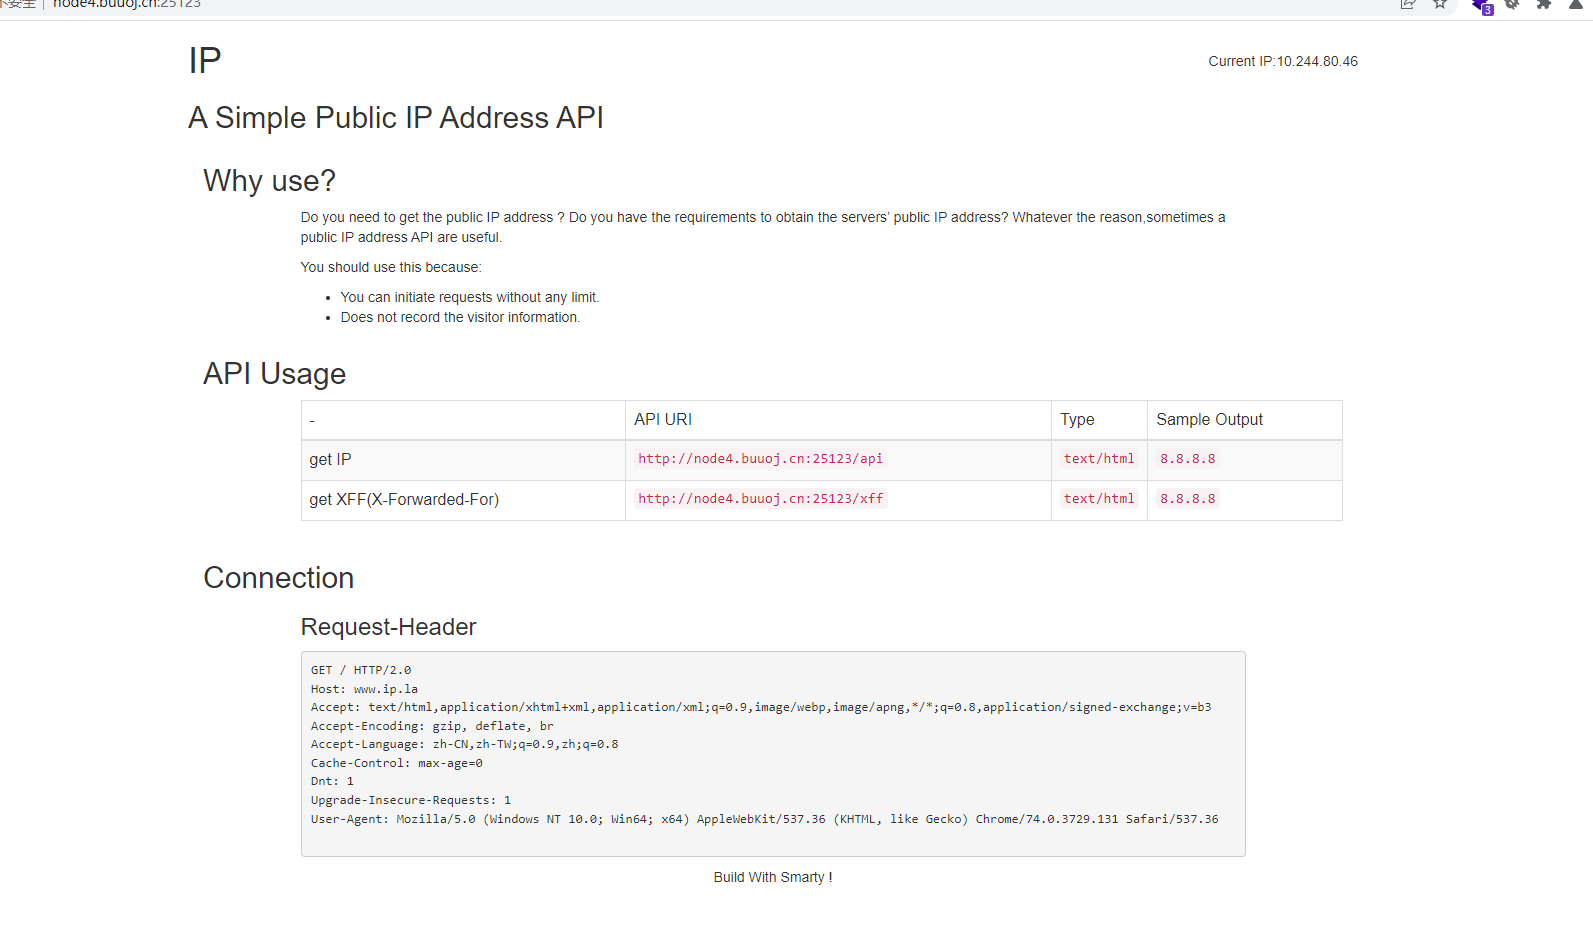 不安全 | node4.buuoj.cn:25123
3
IP
Current IP:10.244.80.46
A Simple Public IP Address API
Why use?
Do you need to get the public IP address ? Do you have the requirements to obtain the servers’ public IP address? Whatever the reason,sometimes a
public IP address API are useful.
You should use this because:
• You can initiate requests without any limit.
• Does not record the visitor information.
API Usage
- API URI Type Sample Output
get IP http://node4.buuoj.cn:25123/api text/html 8.8.8.8
get XFF(X-Forwarded-For) http://node4.buuoj.cn:25123/xff text/html 8.8.8.8
Connection
Request-Header
GET / HTTP/2.0
Host: www.ip.la
Accept: text/html,application/xhtml+xml,application/xml;q=0.9,image/webp,image/apng,*/*;q=0.8,application/signed-exchange;v=b3
Accept-Encoding: gzip, deflate, br
Accept-Language: zh-CN,zh-TW;q=0.9,zh;q=0.8
Cache-Control: max-age=0
Dnt: 1
Upgrade-Insecure-Requests: 1
User-Agent: Mozilla/5.0 (Windows NT 10.0; Win64; x64) AppleWebKit/537.36 (KHTML, like Gecko) Chrome/74.0.3729.131 Safari/537.36
Build With Smarty !